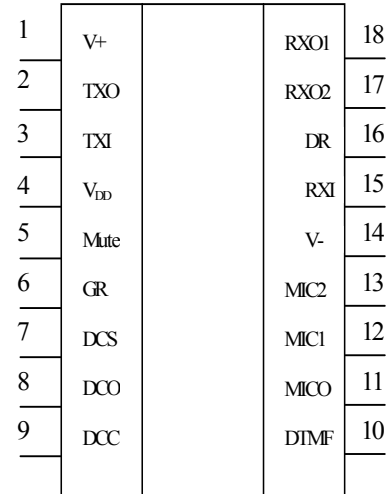 1 V+ RXO1 18
2 TXO RXO2 17
3 TXI DR 16
4 VDD RXI 15
5 Mute V- 14
6 GR MIC2 13
7 DCS MIC1 12
8 DCO MICO 11
9 DCC DTMF 10